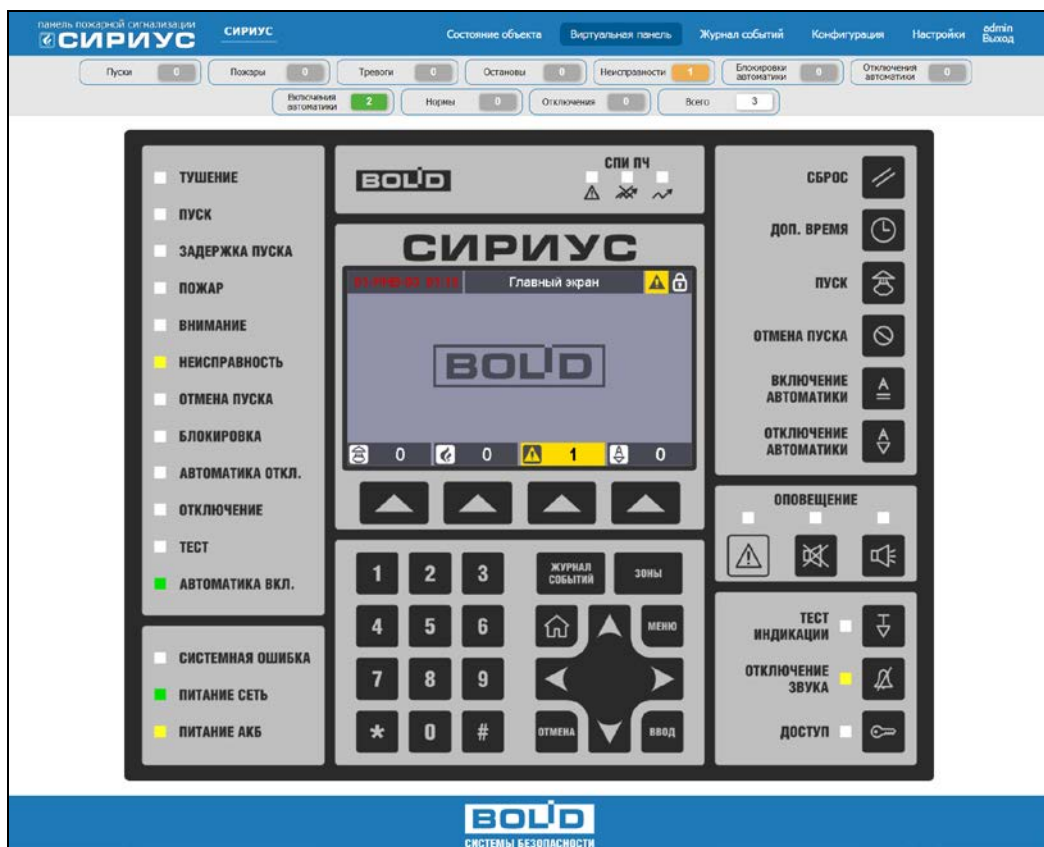 панель пожарной сигнализации
СИРИУС
СИРИУС
Состояние объекта
Виртуальная панель
Журнал событий
Конфигурация
Настройки
admin
Выход
Пуски 0
Пожары 0
Тревоги 0
Остановы 0
Неисправности 1
Блокировки автоматики 0
Отключения автоматики 0
Включения автоматики 2
Нормы 0
Отключения 0
Всего 3
ТУШЕНИЕ
ПУСК
ЗАДЕРЖКА ПУСКА
ПОЖАР
ВНИМАНИЕ
НЕИСПРАВНОСТЬ
ОТМЕНА ПУСКА
БЛОКИРОВКА
АВТОМАТИКА ОТКЛ.
ОТКЛЮЧЕНИЕ
ТЕСТ
АВТОМАТИКА ВКЛ.
СИСТЕМНАЯ ОШИБКА
ПИТАНИЕ СЕТЬ
ПИТАНИЕ АКБ
BOLID
СПИ ПЧ
СИРИУС
Главный экран
BOLID
0 0 1 0
1 2 3
ЖУРНАЛ СОБЫТИЙ
ЗОНЫ
4 5 6
МЕНЮ
7 8 9
* 0 #
ОТМЕНА
ВВОД
СБРОС
ДОП. ВРЕМЯ
ПУСК
ОТМЕНА ПУСКА
ВКЛЮЧЕНИЕ
АВТОМАТИКИ
ОТКЛЮЧЕНИЕ
АВТОМАТИКИ
ОПОВЕЩЕНИЕ
ТЕСТ
ИНДИКАЦИИ
ОТКЛЮЧЕНИЕ
ЗВУКА
ДОСТУП
BOLID
СИСТЕМЫ БЕЗОПАСНОСТИ